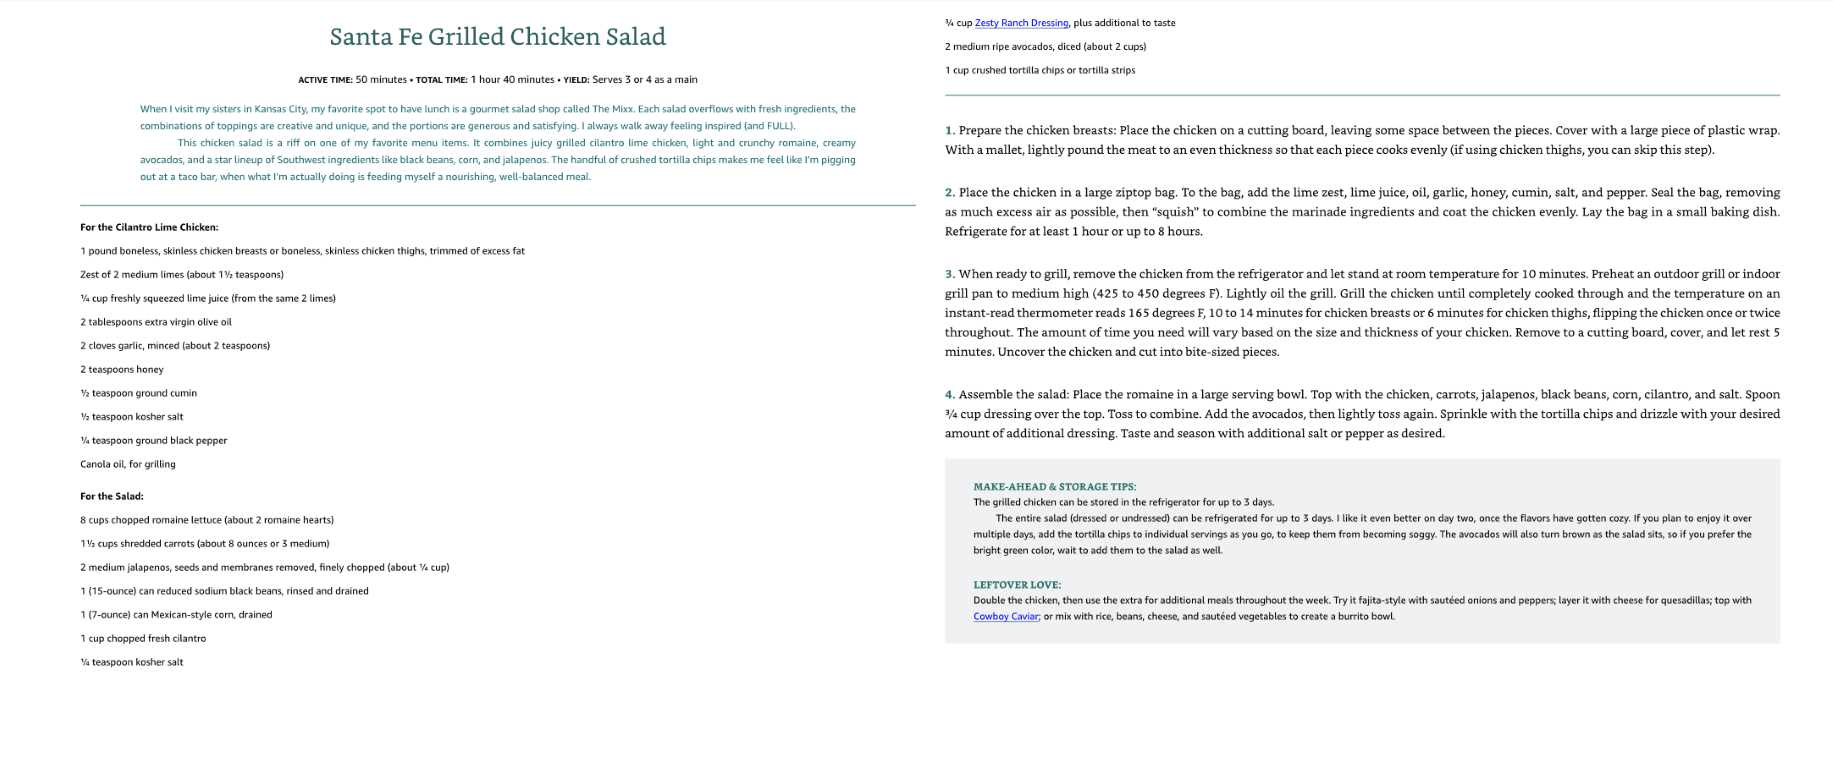 Santa Fe Grilled Chicken Salad
ACTIVE TIME: 50 minutes • TOTAL TIME: 1 hour 40 minutes • YIELD: Serves 3 or 4 as a main
When I visit my sisters in Kansas City, my favorite spot to have lunch is a gourmet salad shop called The Mixx. Each salad overflows with fresh ingredients, the
combinations of toppings are creative and unique, and the portions are generous and satisfying. I always walk away feeling inspired (and FULL).
This chicken salad is a riff on one of my favorite menu items. It combines juicy grilled cilantro lime chicken, light and crunchy romaine, creamy
avocados, and a star lineup of Southwest ingredients like black beans, corn, and jalapenos. The handful of crushed tortilla chips makes me feel like I'm pigging
out at a taco bar, when what I'm actually doing is feeding myself a nourishing, well-balanced meal.
For the Cilantro Lime Chicken:
1 pound boneless, skinless chicken breasts or boneless, skinless chicken thighs, trimmed of excess fat
Zest of 2 medium limes (about 1½ teaspoons)
¼ cup freshly squeezed lime juice (from the same 2 limes)
2 tablespoons extra virgin olive oil
2 cloves garlic, minced (about 2 teaspoons)
2 teaspoons honey
½ teaspoon ground cumin
½ teaspoon kosher salt
¼ teaspoon ground black pepper
Canola oil, for grilling
For the Salad:
8 cups chopped romaine lettuce (about 2 romaine hearts)
1½ cups shredded carrots (about 8 ounces or 3 medium)
2 medium jalapenos, seeds and membranes removed, finely chopped (about ¼ cup)
1 (15-ounce) can reduced sodium black beans, rinsed and drained
1 (7-ounce) can Mexican-style corn, drained
1 cup chopped fresh cilantro
¼ teaspoon kosher salt
¾ cup Zesty Ranch Dressing, plus additional to taste
2 medium ripe avocados, diced (about 2 cups)
1 cup crushed tortilla chips or tortilla strips
1. Prepare the chicken breasts: Place the chicken on a cutting board, leaving some space between the pieces. Cover with a large piece of plastic wrap.
With a mallet, lightly pound the meat to an even thickness so that each piece cooks evenly (if using chicken thighs, you can skip this step).
2. Place the chicken in a large ziptop bag. To the bag, add the lime zest, lime juice, oil, garlic, honey, cumin, salt, and pepper. Seal the bag, removing
as much excess air as possible, then “squish” to combine the marinade ingredients and coat the chicken evenly. Lay the bag in a small baking dish.
Refrigerate for at least 1 hour or up to 8 hours.
3. When ready to grill, remove the chicken from the refrigerator and let stand at room temperature for 10 minutes. Preheat an outdoor grill or indoor
grill pan to medium high (425 to 450 degrees F). Lightly oil the grill. Grill the chicken until completely cooked through and the temperature on an
instant-read thermometer reads 165 degrees F, 10 to 14 minutes for chicken breasts or 6 minutes for chicken thighs, flipping the chicken once or twice
throughout. The amount of time you need will vary based on the size and thickness of your chicken. Remove to a cutting board, cover, and let rest 5
minutes. Uncover the chicken and cut into bite-sized pieces.
4. Assemble the salad: Place the romaine in a large serving bowl. Top with the chicken, carrots, jalapenos, black beans, corn, cilantro, and salt. Spoon
¾ cup dressing over the top. Toss to combine. Add the avocados, then lightly toss again. Sprinkle with the tortilla chips and drizzle with your desired
amount of additional dressing. Taste and season with additional salt or pepper as desired.
MAKE-AHEAD & STORAGE TIPS:
The grilled chicken can be stored in the refrigerator for up to 3 days.
The entire salad (dressed or undressed) can be refrigerated for up to 3 days. I like it even better on day two, once the flavors have gotten cozy. If you plan to enjoy it over
multiple days, add the tortilla chips to individual servings as you go, to keep them from becoming soggy. The avocados will also turn brown as the salad sits, so if you prefer the
bright green color, wait to add them to the salad as well.
LEFTOVER LOVE:
Double the chicken, then use the extra for additional meals throughout the week. Try it fajita-style with sautéed onions and peppers; layer it with cheese for quesadillas; top with
Cowboy Caviar; or mix with rice, beans, cheese, and sautéed vegetables to create a burrito bowl.